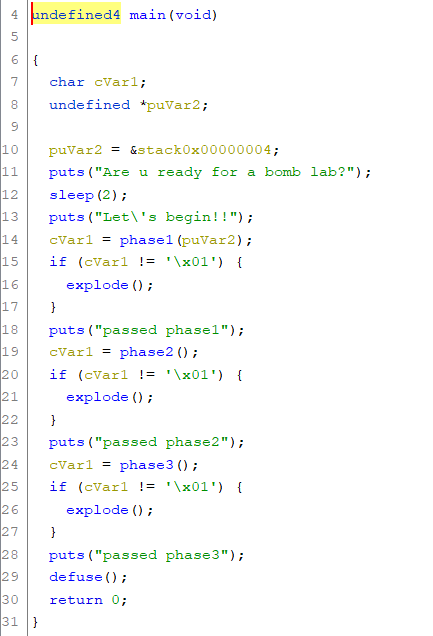 4 undefined4 main(void)
5
6 {
7 char cVar1;
8 undefined *puVar2;
9
10 puVar2 = &stack0x00000004;
11 puts("Are u ready for a bomb lab?");
12 sleep(2);
13 puts("Let\'s begin!!");
14 cVar1 = phase1(puVar2);
15 if (cVar1 != '\x01') {
16 explode();
17 }
18 puts("passed phase1");
19 cVar1 = phase2();
20 if (cVar1 != '\x01') {
21 explode();
22 }
23 puts("passed phase2");
24 cVar1 = phase3();
25 if (cVar1 != '\x01') {
26 explode();
27 }
28 puts("passed phase3");
29 defuse();
30 return 0;
31 }